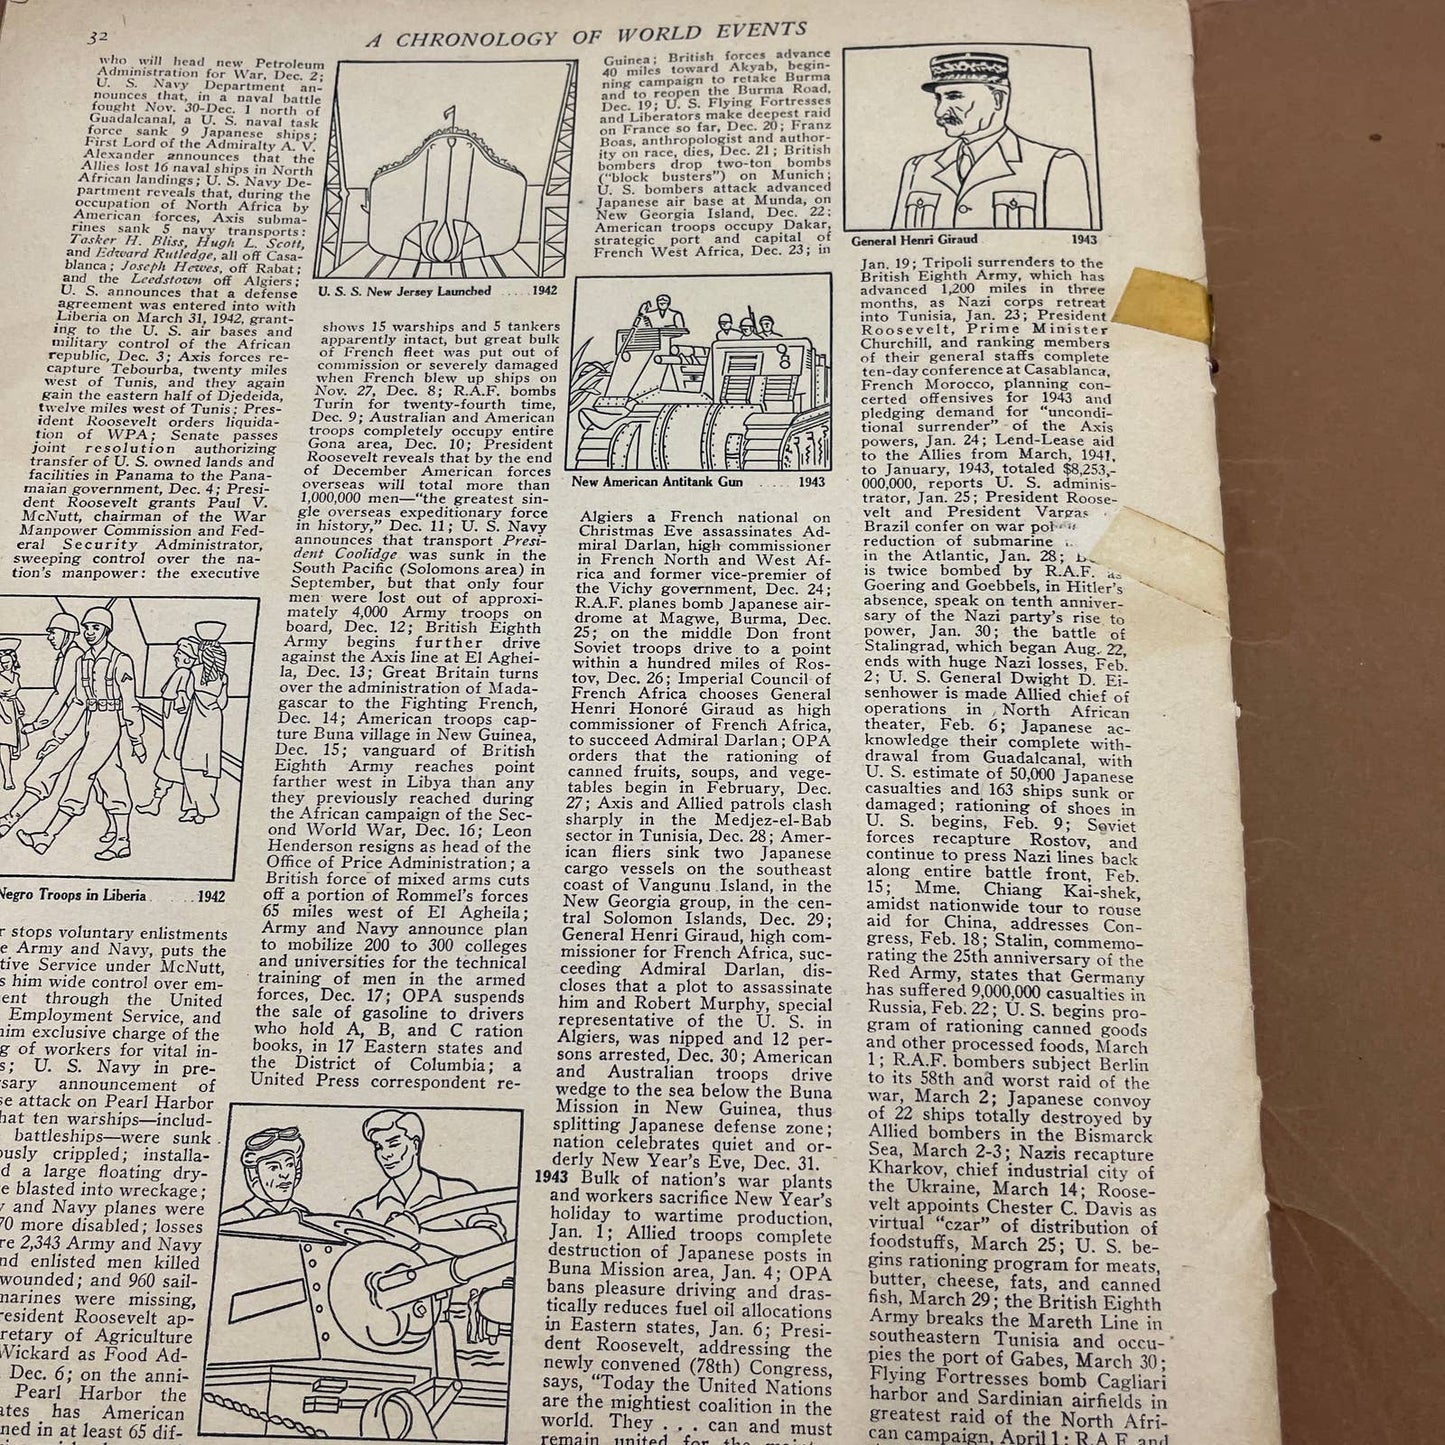 32
A CHRONOLOGY OF WORLD EVENTS
who will head new Petroleum
Administration for War, Dec. 2;
U. S. Navy Department an-
nounces that, in a naval battle
fought Nov. 30-Dec. 1 north of
Guadalcanal, a U. S. naval task
force sank 9 Japanese ships;
First Lord of the Admiralty A. V.
Alexander announces that the
Allies lost 16 naval ships in North
African landings; U. S. Navy De-
partment reveals that, during the
occupation of North Africa by
American forces, Axis subma-
rines sank 5 navy transports:
Tasker H. Bliss, Hugh L. Scott,
and Edward Rutledge, all off Casa-
blanca; Joseph Hewes, off Rabat;
and the Leedstown off Algiers;
U. S. announces that a defense
agreement was entered into with
Liberia on March 31, 1942, grant-
ing to the U. S. air bases and
military control of the African
republic, Dec. 3; Axis forces re-
capture Tebourba, twenty miles
west of Tunis, and they again
gain the eastern half of Djedeida,
twelve miles west of Tunis; Pres-
ident Roosevelt orders liquida-
tion of WPA; Senate passes
joint resolution authorizing
transfer of U. S. owned lands and
facilities in Panama to the Pana-
maian government, Dec. 4; Presi-
dent Roosevelt grants Paul V.
McNutt, chairman of the War
Manpower Commission and Fed-
eral Security Administrator,
sweeping control over the na-
tion's manpower: the executive
Negro Troops in Liberia ..... 1942
stops voluntary enlistments
Army and Navy, puts the
Service under McNutt,
him wide control over em-
through the United
Employment Service, and
exclusive charge of the
of workers for vital in-
U. S. Navy in pre-
announcement of
attack on Pearl Harbor
that ten warships—includ-
battleships—were sunk
crippled; installa-
a large floating dry-
blasted into wreckage;
and Navy planes were
70 more disabled; losses
2,343 Army and Navy
enlisted men killed
wounded; and 960 sail-
marines were missing,
President Roosevelt ap-
Secretary of Agriculture
Wickard as Food Ad-
Dec. 6; on the anni-
Pearl Harbor the
has American
in at least 65 dif-
U. S. S. New Jersey Launched ..... 1942
shows 15 warships and 5 tankers
apparently intact, but great bulk
of French fleet was put out of
commission or severely damaged
when French blew up ships on
Nov. 27, Dec. 8; R.A.F. bombs
Turin for twenty-fourth time,
Dec. 9; Australian and American
troops completely occupy entire
Gona area, Dec. 10; President
Roosevelt reveals that by the end
of December American forces
overseas will total more than
1,000,000 men—"the greatest sin-
gle overseas expeditionary force
in history," Dec. 11; U. S. Navy
announces that transport Presi-
dent Coolidge was sunk in the
South Pacific (Solomons area) in
September, but that only four
men were lost out of approxi-
mately 4,000 Army troops on
board, Dec. 12; British Eighth
Army begins further drive
against the Axis line at El Aghei-
la, Dec. 13; Great Britain turns
over the administration of Mada-
gascar to the Fighting French,
Dec. 14; American troops cap-
ture Buna village in New Guinea,
Dec. 15; vanguard of British
Eighth Army reaches point
farther west in Libya than any
they previously reached during
the African campaign of the Sec-
ond World War, Dec. 16; Leon
Henderson resigns as head of the
Office of Price Administration; a
British force of mixed arms cuts
off a portion of Rommel's forces
65 miles west of El Agheila;
Army and Navy announce plan
to mobilize 200 to 300 colleges
and universities for the technical
training of men in the armed
forces, Dec. 17; OPA suspends
the sale of gasoline to drivers
who hold A, B, and C ration
books, in 17 Eastern states and
the District of Columbia; a
United Press correspondent re-
Guinea; British forces advance
40 miles toward Akyab, begin-
ning campaign to retake Burma
and to reopen the Burma Road,
Dec. 19; U. S. Flying Fortresses
and Liberators make deepest raid
on France so far, Dec. 20; Franz
Boas, anthropologist and author-
ity on race, dies, Dec. 21; British
bombers drop two-ton bombs
("block busters") on Munich;
U. S. bombers attack advanced
Japanese air base at Munda, on
New Georgia Island, Dec. 22;
American troops occupy Dakar,
strategic port and capital of
French West Africa, Dec. 23; in
New American Antitank Gun ..... 1943
Algiers a French national on
Christmas Eve assassinates Ad-
miral Darlan, high commissioner
in French North and West Af-
rica and former vice-premier of
the Vichy government, Dec. 24;
R.A.F. planes bomb Japanese air-
drome at Magwe, Burma, Dec.
25; on the middle Don front
Soviet troops drive to a point
within a hundred miles of Ros-
tov, Dec. 26; Imperial Council of
French Africa chooses General
Henri Honoré Giraud as high
commissioner of French Africa,
to succeed Admiral Darlan; OPA
orders that the rationing of
canned fruits, soups, and vege-
tables begin in February, Dec.
27; Axis and Allied patrols clash
sharply in the Medjez-el-Bab
sector in Tunisia, Dec. 28; Amer-
ican fliers sink two Japanese
cargo vessels on the southeast
coast of Vangunu Island, in the
New Georgia group, in the cen-
tral Solomon Islands, Dec. 29;
General Henri Giraud, high com-
missioner for French Africa, suc-
ceeding Admiral Darlan, dis-
closes that a plot to assassinate
him and Robert Murphy, special
representative of the U. S. in
Algiers, was nipped and 12 per-
sons arrested, Dec. 30; American
and Australian troops drive
wedge to the sea below the Buna
Mission in New Guinea, thus
splitting Japanese defense zone;
nation celebrates quiet and or-
derly New Year's Eve, Dec. 31.
1943 Bulk of nation's war plants
and workers sacrifice New Year's
holiday to wartime production,
Jan. 1; Allied troops complete
destruction of Japanese posts in
Buna Mission area, Jan. 4; OPA
bans pleasure driving and dras-
tically reduces fuel oil allocations
in Eastern states, Jan. 6; Presi-
dent Roosevelt, addressing the
newly convened (78th) Congress,
says, "Today the United Nations
are the mightiest coalition in the
world. They . . . can and must
remain united for the
General Henri Giraud 1943
Jan. 19; Tripoli surrenders to the
British Eighth Army, which has
advanced 1,200 miles in three
months, as Nazi corps retreat
into Tunisia, Jan. 23; President
Roosevelt, Prime Minister
Churchill, and ranking members
of their general staffs complete
ten-day conference at Casablanca,
French Morocco, planning con-
certed offensives for 1943 and
pledging demand for "uncondi-
tional surrender" of the Axis
powers, Jan. 24; Lend-Lease aid
to the Allies from March, 1941,
to January, 1943, totaled $8,253,-
000,000, reports U. S. adminis-
trator, Jan. 25; President Roose-
velt and President Vargas
Brazil confer on war
reduction of submarine
in the Atlantic, Jan. 28;
is twice bombed by R.A.F. as
Goering and Goebbels, in Hitler's
absence, speak on tenth anniver-
sary of the Nazi party's rise to
power, Jan. 30; the battle of
Stalingrad, which began Aug. 22,
ends with huge Nazi losses, Feb.
2; U. S. General Dwight D. Ei-
senhower is made Allied chief of
operations in North African
theater, Feb. 6; Japanese ac-
knowledge their complete with-
drawal from Guadalcanal, with
U. S. estimate of 50,000 Japanese
casualties and 163 ships sunk or
damaged; rationing of shoes in
U. S. begins, Feb. 9; Soviet
forces recapture Rostov, and
continue to press Nazi lines back
along entire battle front, Feb.
15; Mme. Chiang Kai-shek,
amidst nationwide tour to rouse
aid for China, addresses Con-
gress, Feb. 18; Stalin, commemo-
rating the 25th anniversary of the
Red Army, states that Germany
has suffered 9,000,000 casualties in
Russia, Feb. 22; U. S. begins pro-
gram of rationing canned goods
and other processed foods, March
1; R.A.F. bombers subject Berlin
to its 58th and worst raid of the
war, March 2; Japanese convoy
of 22 ships totally destroyed by
Allied bombers in the Bismarck
Sea, March 2-3; Nazis recapture
Kharkov, chief industrial city of
the Ukraine, March 14; Roose-
velt appoints Chester C. Davis as
virtual "czar" of distribution of
foodstuffs, March 25; U. S. be-
gins rationing program for meats,
butter, cheese, fats, and canned
fish, March 29; the British Eighth
Army breaks the Mareth Line in
southeastern Tunisia and occu-
pies the port of Gabes, March 30;
Flying Fortresses bomb Cagliari
harbor and Sardinian airfields in
greatest raid of the North Afri-
can campaign, April 1; R.A.F. and